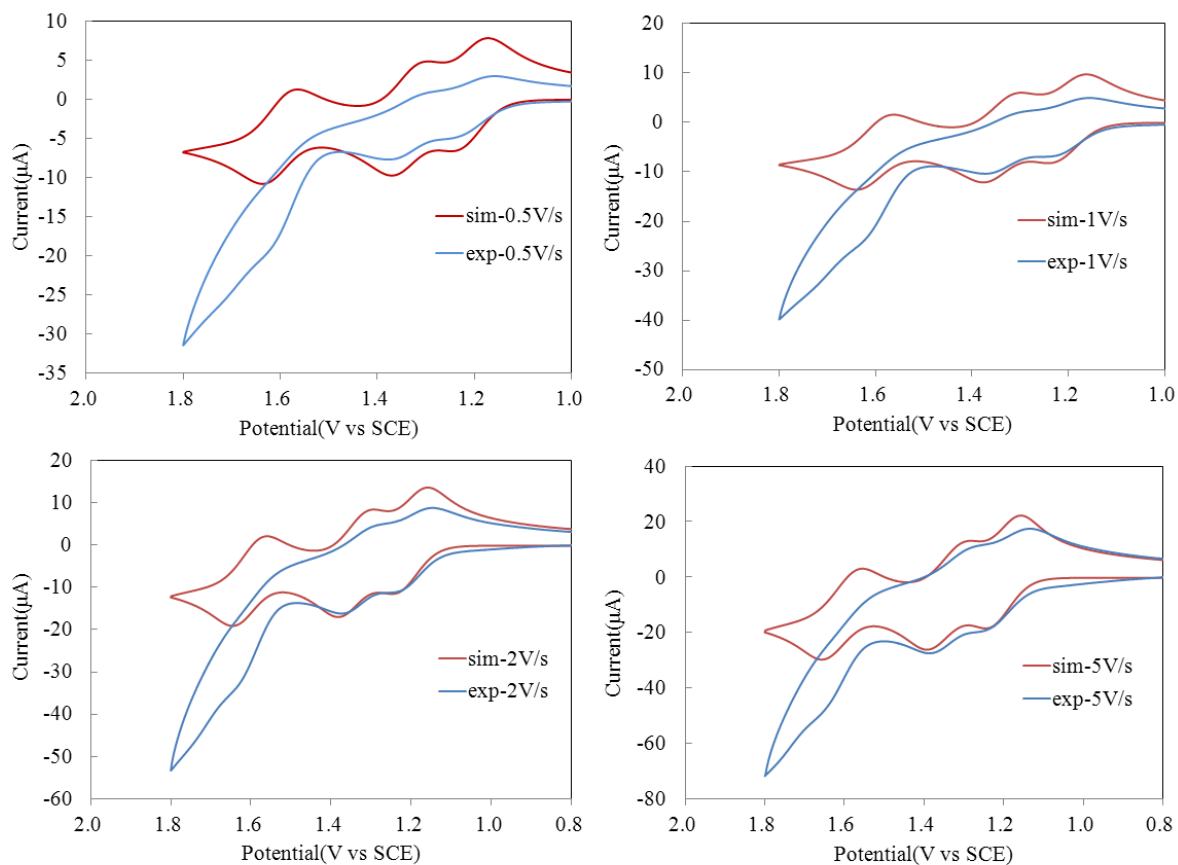 10
5
0
-5
-10
-15
-20
-25
-30
-35
Current(μA)
sim-0.5V/s
exp-0.5V/s
2.0 1.8 1.6 1.4 1.2 1.0
Potential(V vs SCE)
20
10
0
-10
-20
-30
-40
-50
Current(μA)
sim-1V/s
exp-1V/s
2.0 1.8 1.6 1.4 1.2 1.0
Potential(V vs SCE)
20
10
0
-10
-20
-30
-40
-50
-60
Current(μA)
sim-2V/s
exp-2V/s
2.0 1.8 1.6 1.4 1.2 1.0 0.8
Potential(V vs SCE)
40
20
0
-20
-40
-60
-80
Current(μA)
sim-5V/s
exp-5V/s
2.0 1.8 1.6 1.4 1.2 1.0 0.8
Potential(V vs SCE)